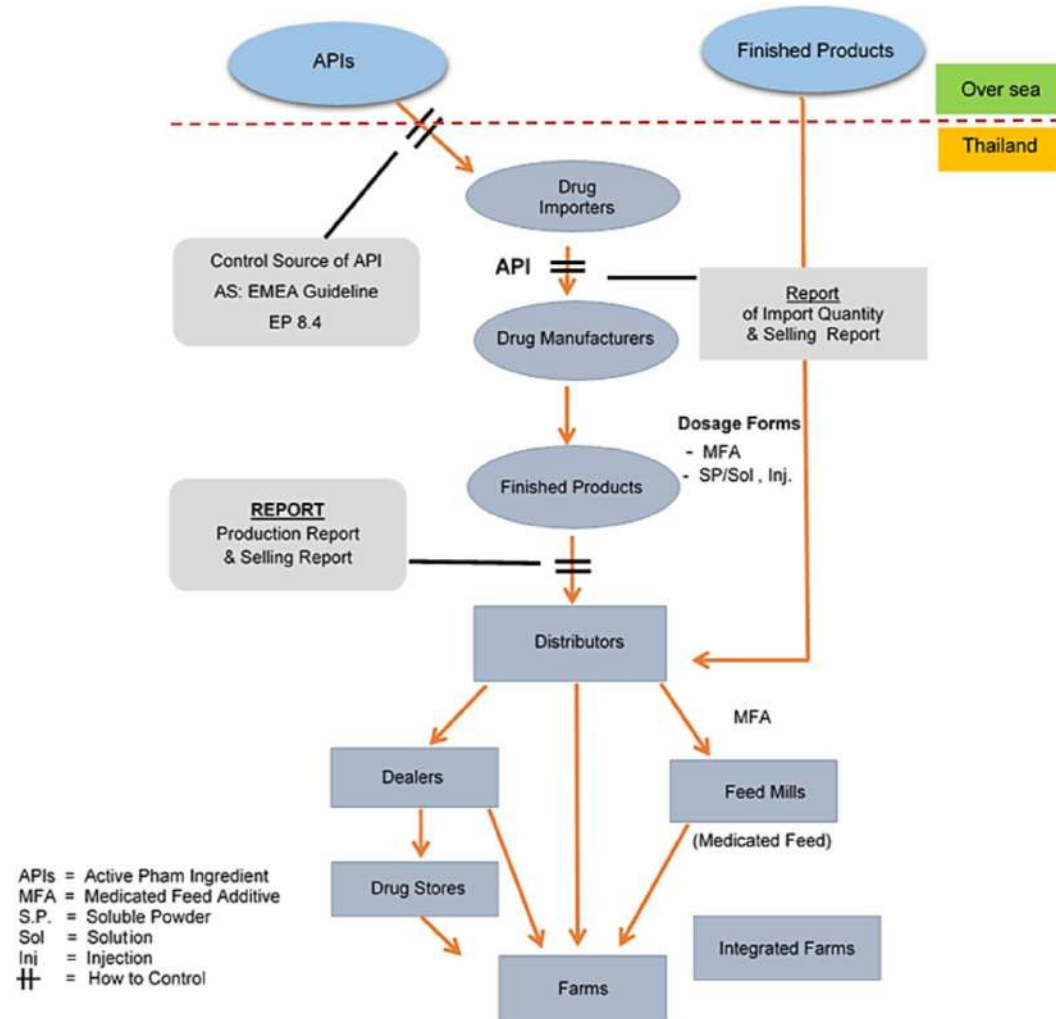 APIs
Finished Products
Over sea
Thailand
Drug
Importers
Control Source of API
AS: EMEA Guideline
EP 8.4
API
Report
of Import Quantity
& Selling Report
Drug Manufacturers
Dosage Forms
- MFA
- SP/Sol , Inj.
Finished Products
REPORT
Production Report
& Selling Report
Distributors
MFA
Dealers
Feed Mills
(Medicated Feed)
Drug Stores
Integrated Farms
Farms
APIs = Active Pham Ingredient
MFA = Medicated Feed Additive
S.P. = Soluble Powder
Sol = Solution
Inj = Injection
= How to Control